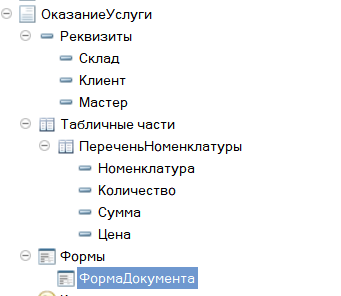 ОказаниеУслуги
Реквизиты
Склад
Клиент
Мастер
Табличные части
ПереченьНоменклатуры
Номенклатура
Количество
Сумма
Цена
Формы
ФормаДокумента